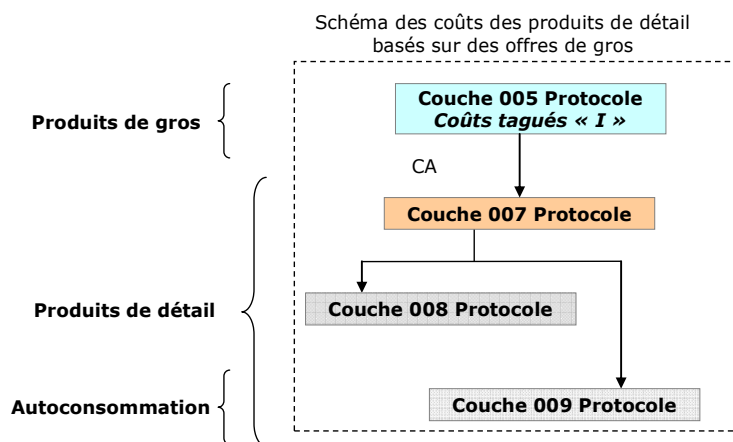 Schéma des coûts des produits de détail
basés sur des offres de gros
Couche 005 Protocole
Coûts tagués « I »
Produits de gros
CA
Couche 007 Protocole
Couche 008 Protocole
Produits de détail
Couche 009 Protocole
Autoconsommation